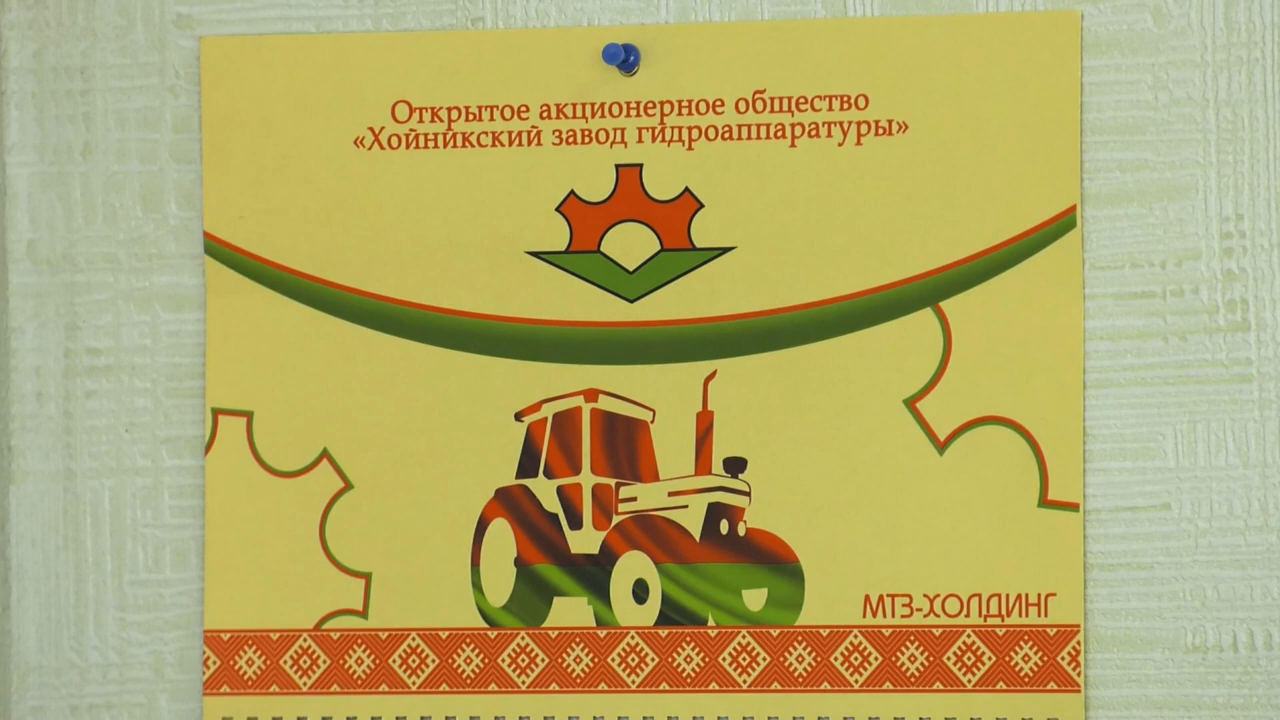 Открытое акционерное общество
«Хойникский завод гидроаппаратуры»
МТЗ-ХОЛДИНГ